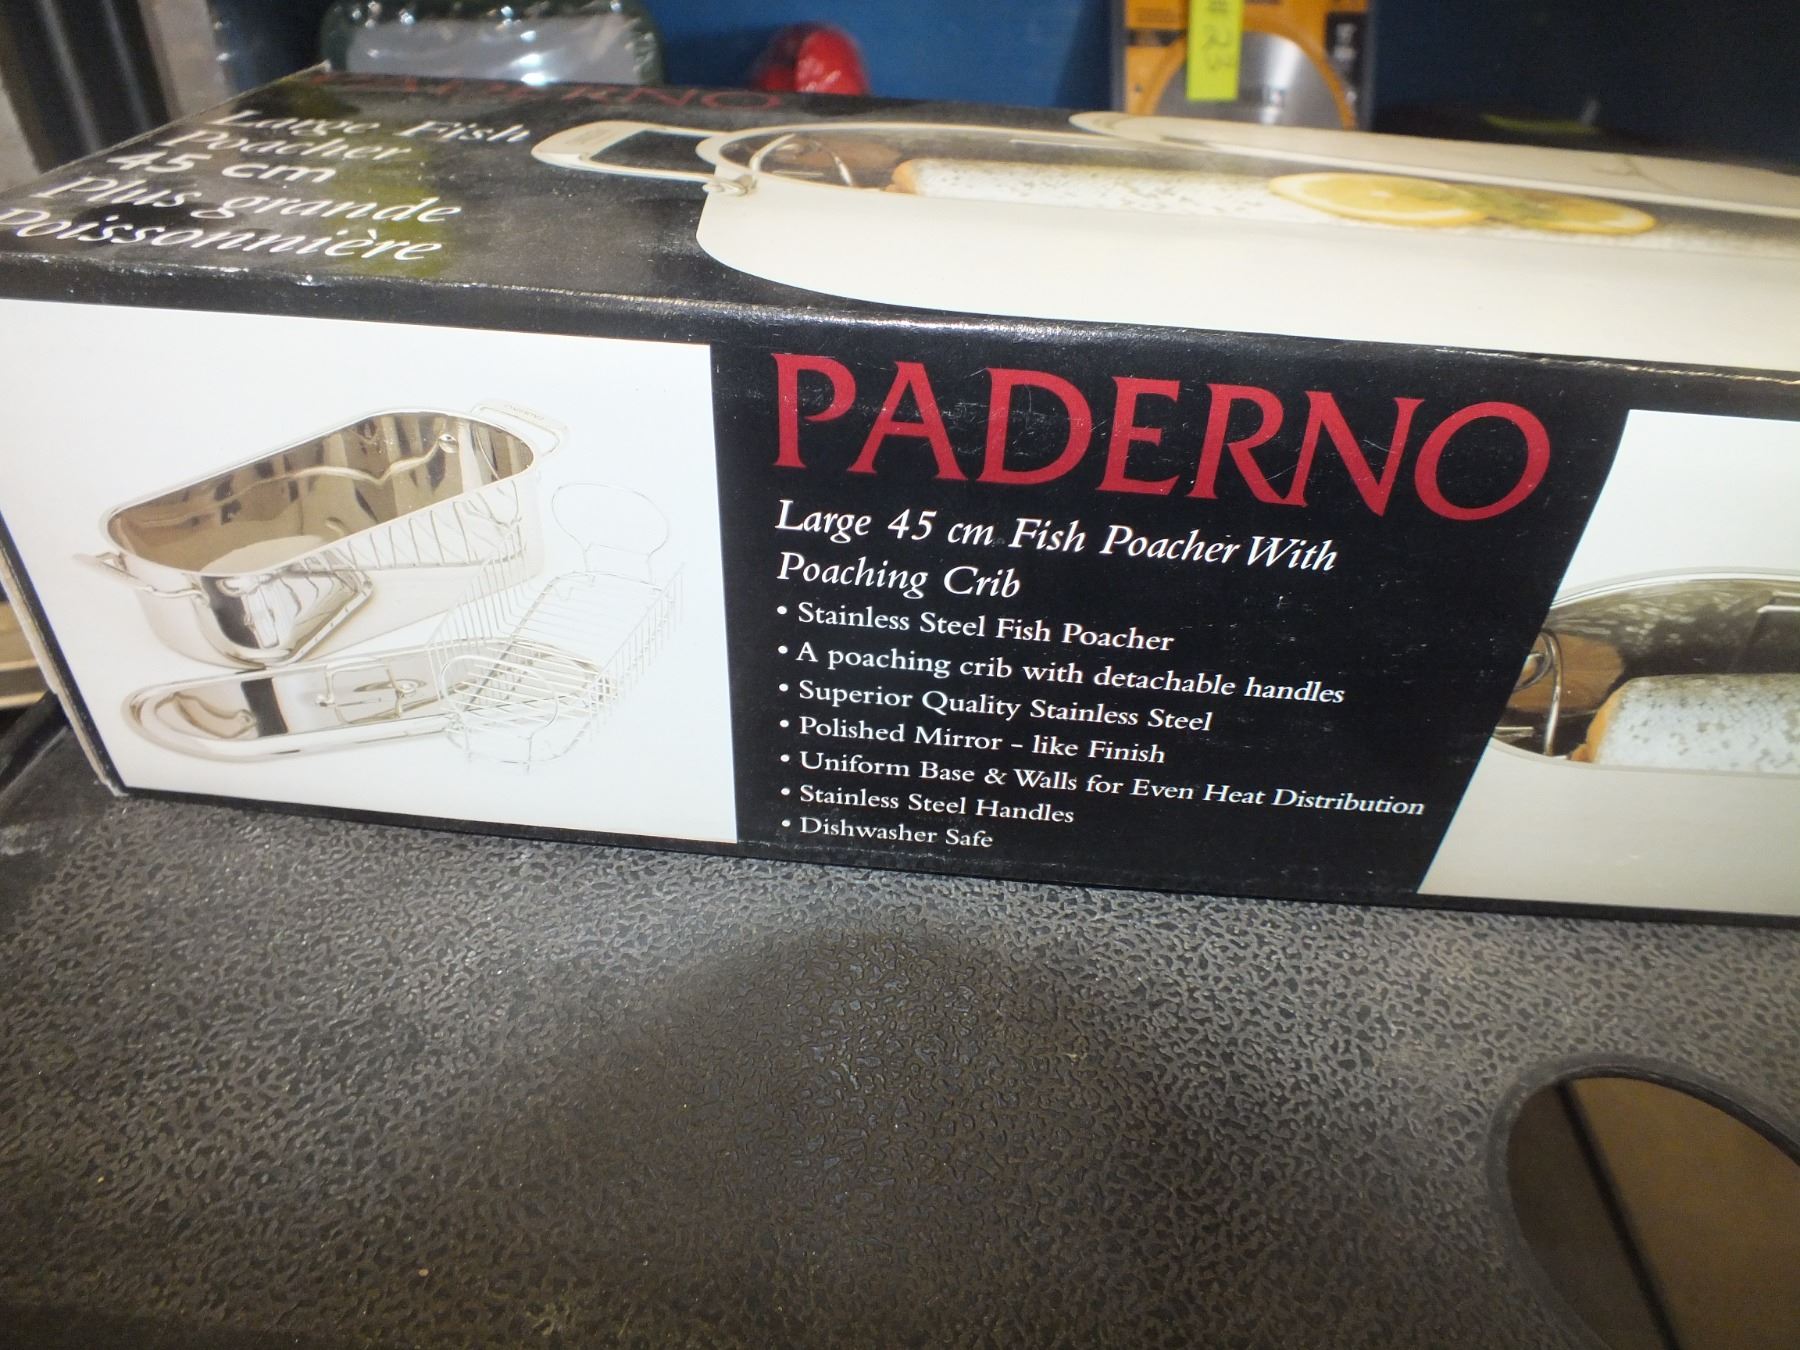 PADERNO
Large Fish
Poacher
45 cm
Plus grande
Poissonnière
#23
PADERNO
Large 45 cm Fish Poacher With
Poaching Crib
• Stainless Steel Fish Poacher
• A poaching crib with detachable handles
• Superior Quality Stainless Steel
• Polished Mirror - like Finish
• Uniform Base & Walls for Even Heat Distribution
• Stainless Steel Handles
• Dishwasher Safe